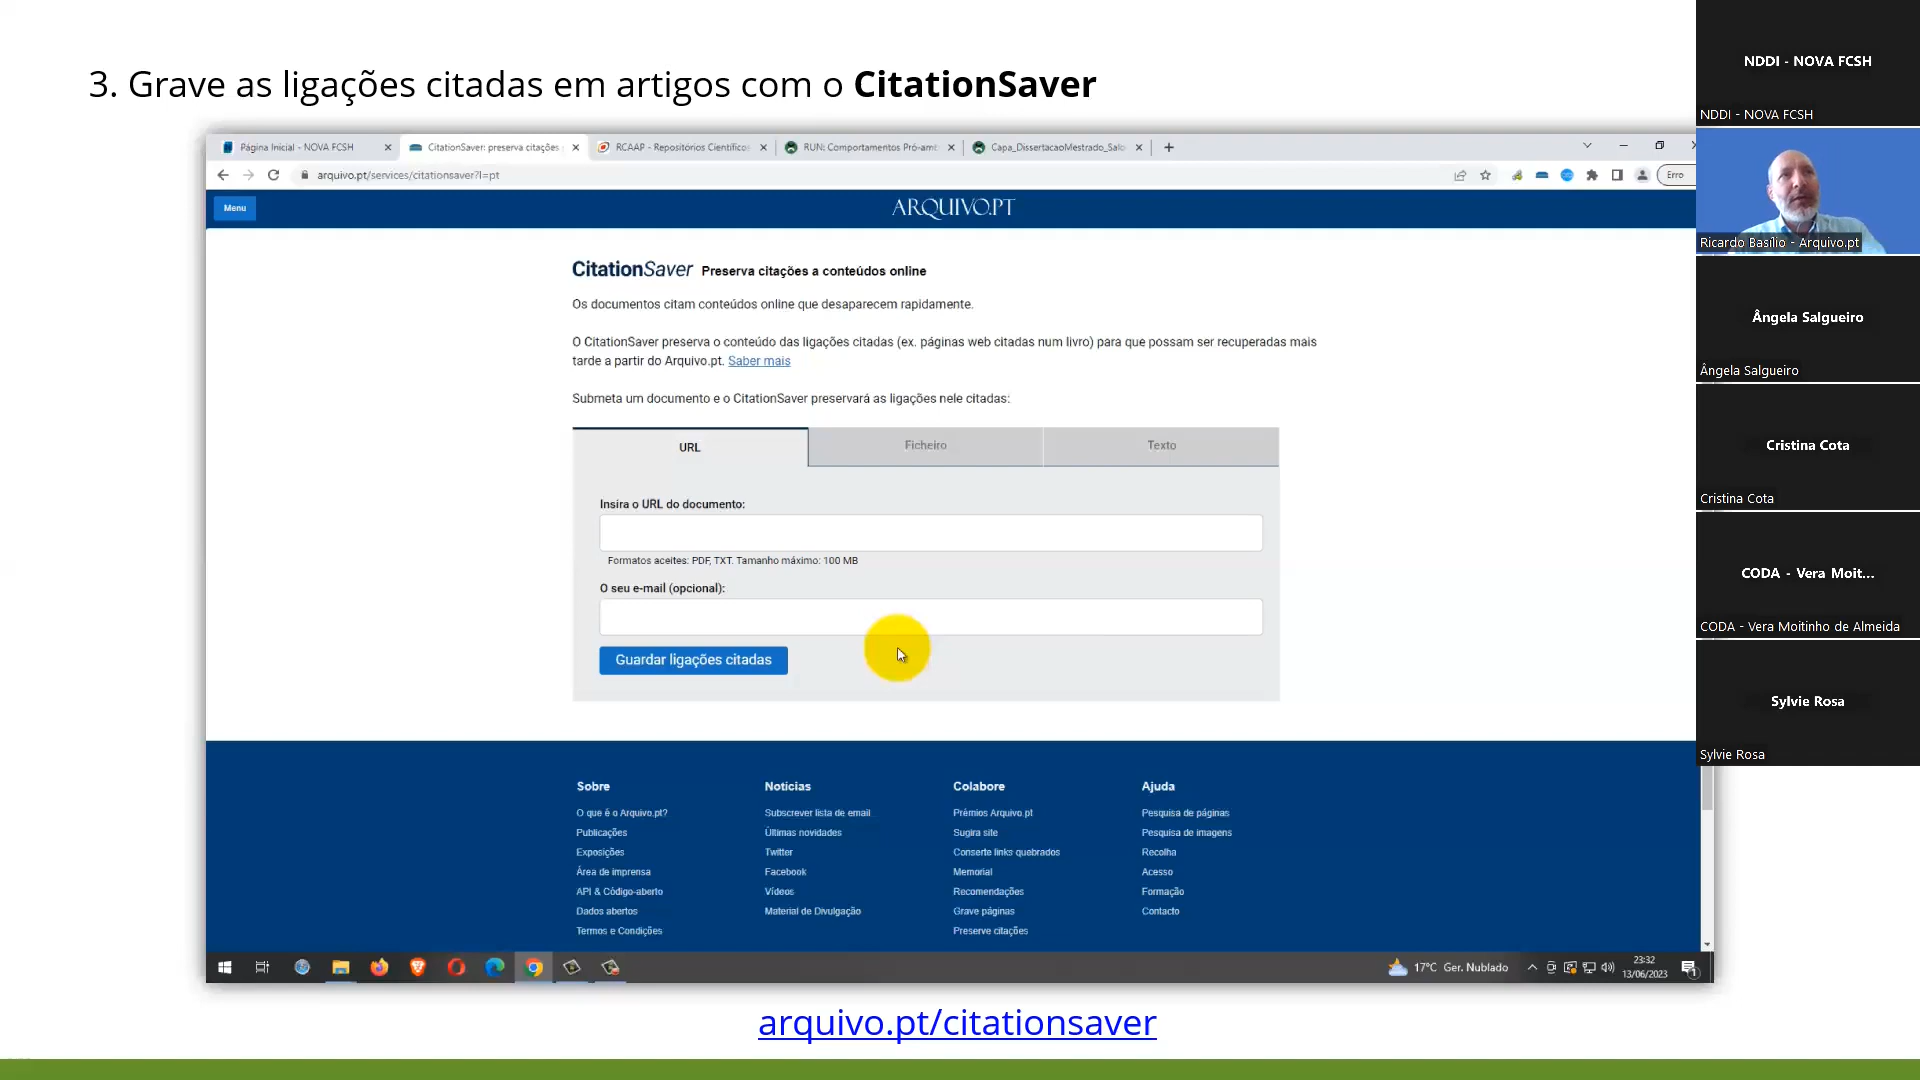 3. Grave as ligações citadas em artigos com o CitationSaver
Página Inicial - NOVA FCSH
CitationSaver: preserva citações
RCAAP - Repositórios Científicos
RUN: Comportamentos Pró-amb
Capa_DissertacaoMestrado_Salo
arquivo.pt/services/citationsaver?l=pt
Erro
Menu
ARQUIVO.PT
CitationSaver Preserva citações a conteúdos online
Os documentos citam conteúdos online que desaparecem rapidamente.
O CitationSaver preserva o conteúdo das ligações citadas (ex. páginas web citadas num livro) para que possam ser recuperadas mais
tarde a partir do Arquivo.pt. Saber mais
Submeta um documento e o CitationSaver preservará as ligações nele citadas:
URL
Ficheiro
Texto
Insira o URL do documento:
Formatos aceites: PDF, TXT. Tamanho máximo: 100 MB
O seu e-mail (opcional):
Guardar ligações citadas
Sobre
O que é o Arquivo.pt?
Publicações
Exposições
Área de imprensa
API & Código-aberto
Dados abertos
Termos e Condições
Noticias
Subscrever lista de email
Últimas novidades
Twitter
Facebook
Vídeos
Material de Divulgação
Colabore
Prémios Arquivo.pt
Sugira site
Conserte links quebrados
Memorial
Recomendações
Grave páginas
Preserve citações
Ajuda
Pesquisa de páginas
Pesquisa de imagens
Recolha
Acesso
Formação
Contacto
17°C Ger. Nublado
23:32
13/06/2023
1
arquivo.pt/citationsaver
NDDI - NOVA FCSH
NDDI - NOVA FCSH
Ricardo Basílio - Arquivo.pt
Ângela Salgueiro
Ângela Salgueiro
Cristina Cota
Cristina Cota
CODA - Vera Moit...
CODA - Vera Moitinho de Almeida
Sylvie Rosa
Sylvie Rosa